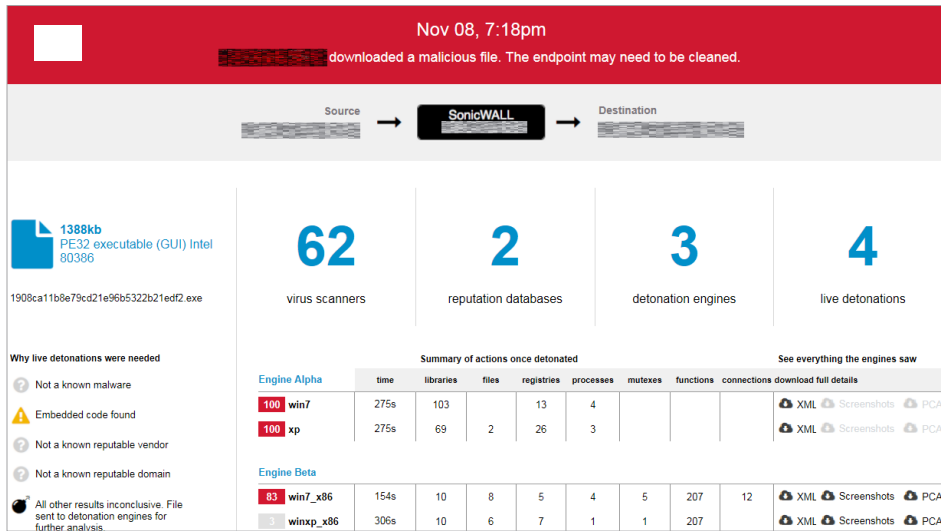 Nov 08, 7:18pm
downloaded a malicious file. The endpoint may need to be cleaned.
Source
SonicWALL
Destination
1388kb
PE32 executable (GUI) Intel
80386
1908ca11b8e79cd21e96b5322b21edf2.exe
62
virus scanners
2
reputation databases
3
detonation engines
4
live detonations
Why live detonations were needed
Not a known malware
Embedded code found
Not a known reputable vendor
Not a known reputable domain
All other results inconclusive. File
sent to detonation engines for
further analysis.
Summary of actions once detonated
See everything the engines saw
Engine Alpha time libraries files registries processes mutexes functions connections download full details
100 win7 275s 103 13 4 XML Screenshots PCA
100 xp 275s 69 2 26 3 XML Screenshots PCA
Engine Beta
83 win7_x86 154s 10 8 5 4 5 207 12 XML Screenshots PCA
3 winxp_x86 306s 10 6 7 1 1 207 XML Screenshots PCA